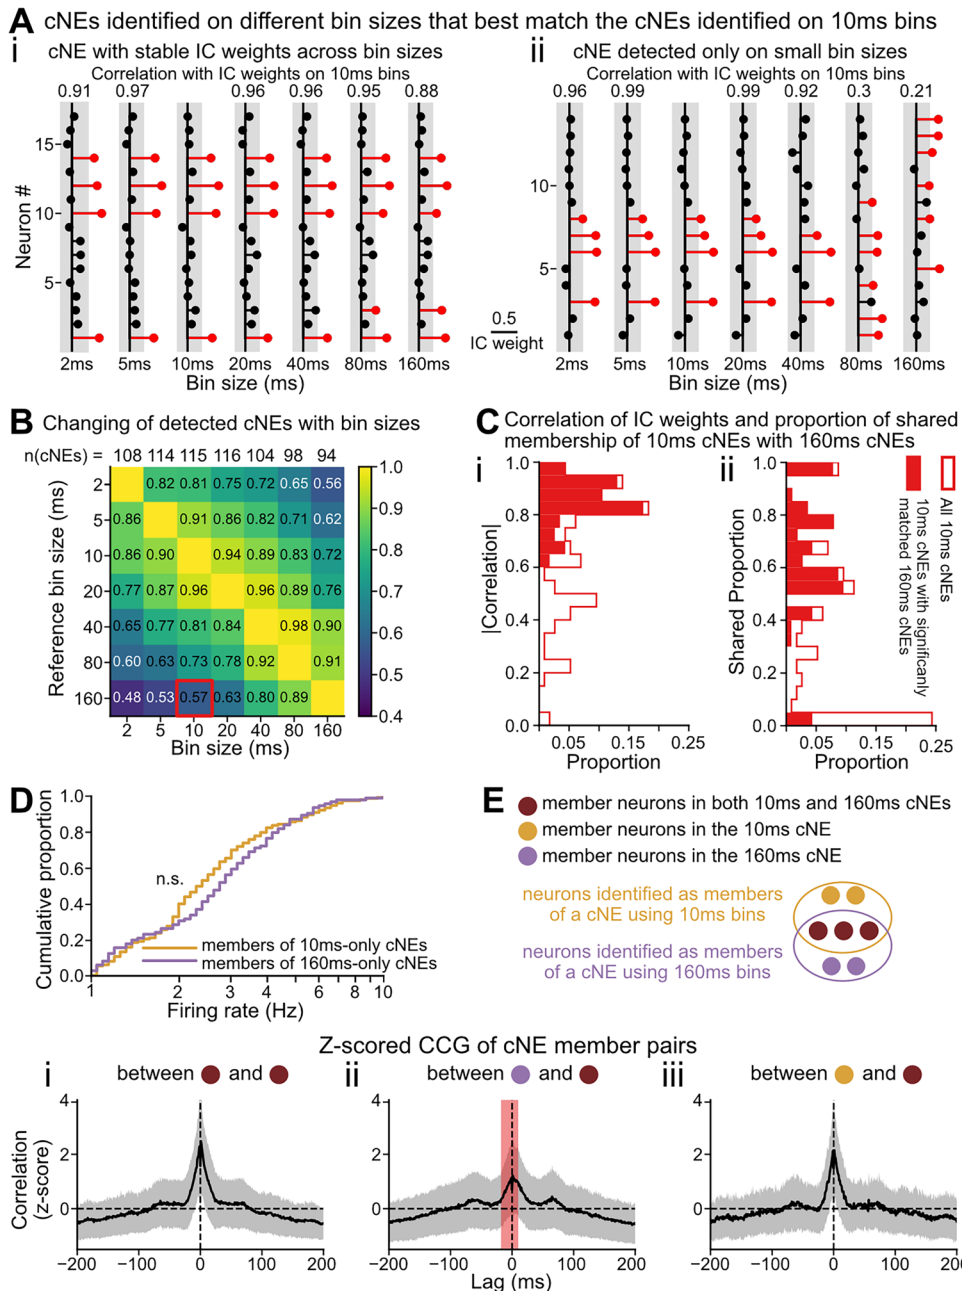 A cNEs identified on different bin sizes that best match the cNEs identified on 10ms bins
i cNE with stable IC weights across bin sizes
Correlation with IC weights on 10ms bins
0.91 0.97 0.96 0.96 0.95 0.88
Neuron #
15
10
5
2ms 5ms 10ms 20ms 40ms 80ms 160ms
Bin size (ms)
ii cNE detected only on small bin sizes
Correlation with IC weights on 10ms bins
0.96 0.99 0.99 0.92 0.3 0.21
10
5
0.5
IC weight
2ms 5ms 10ms 20ms 40ms 80ms 160ms
Bin size (ms)
B Changing of detected cNEs with bin sizes
n(cNEs) = 108 114 115 116 104 98 94
Reference bin size (ms)
2 0.82 0.81 0.75 0.72 0.65 0.56
5 0.86 0.91 0.86 0.82 0.71 0.62
10 0.86 0.90 0.94 0.89 0.83 0.72
20 0.77 0.87 0.96 0.96 0.89 0.76
40 0.65 0.77 0.81 0.84 0.98 0.90
80 0.60 0.63 0.73 0.78 0.92 0.91
160 0.48 0.53 0.57 0.63 0.80 0.89
2 5 10 20 40 80 160
Bin size (ms)
1.0
0.9
0.8
0.7
0.6
0.5
0.4
C Correlation of IC weights and proportion of shared
membership of 10ms cNEs with 160ms cNEs
i
|Correlation|
1.0
0.8
0.6
0.4
0.2
0.0
0.05 0.15 0.25
Proportion
ii
Shared Proportion
1.0
0.8
0.6
0.4
0.2
0.0
0.05 0.15 0.25
Proportion
All 10ms cNEs
10ms cNEs with significanly
matched 160ms cNEs
D
Cumulative proportion
1.0
0.8
0.6
0.4
0.2
0.0
n.s.
members of 10ms-only cNEs
members of 160ms-only cNEs
1 2 3 4 6 8 10
Firing rate (Hz)
E
member neurons in both 10ms and 160ms cNEs
member neurons in the 10ms cNE
member neurons in the 160ms cNE
neurons identified as members
of a cNE using 10ms bins
neurons identified as members
of a cNE using 160ms bins
Z-scored CCG of cNE member pairs
i between and
ii between and
iii between and
Correlation
(z-score)
4
2
0
−200 −100 0 100 200
4
2
0
−200 −100 0 100 200
4
2
0
−200 −100 0 100 200
Lag (ms)